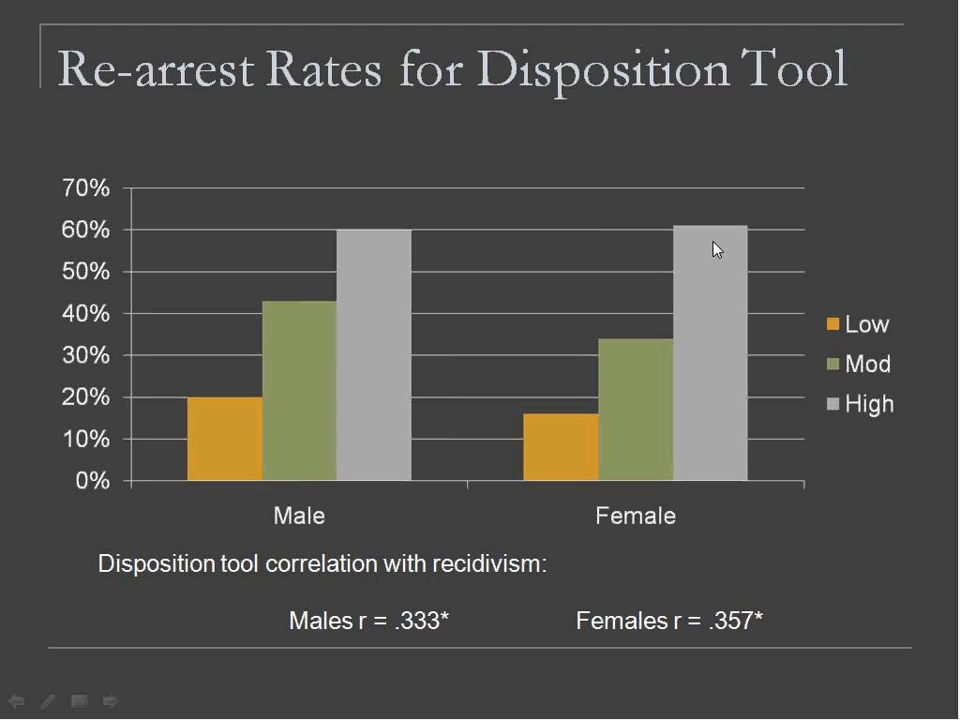 Re-arrest Rates for Disposition Tool
70%
60%
50%
40%
30%
20%
10%
0%
Low
Mod
High
Male Female
Disposition tool correlation with recidivism:
Males r = .333* Females r = .357*